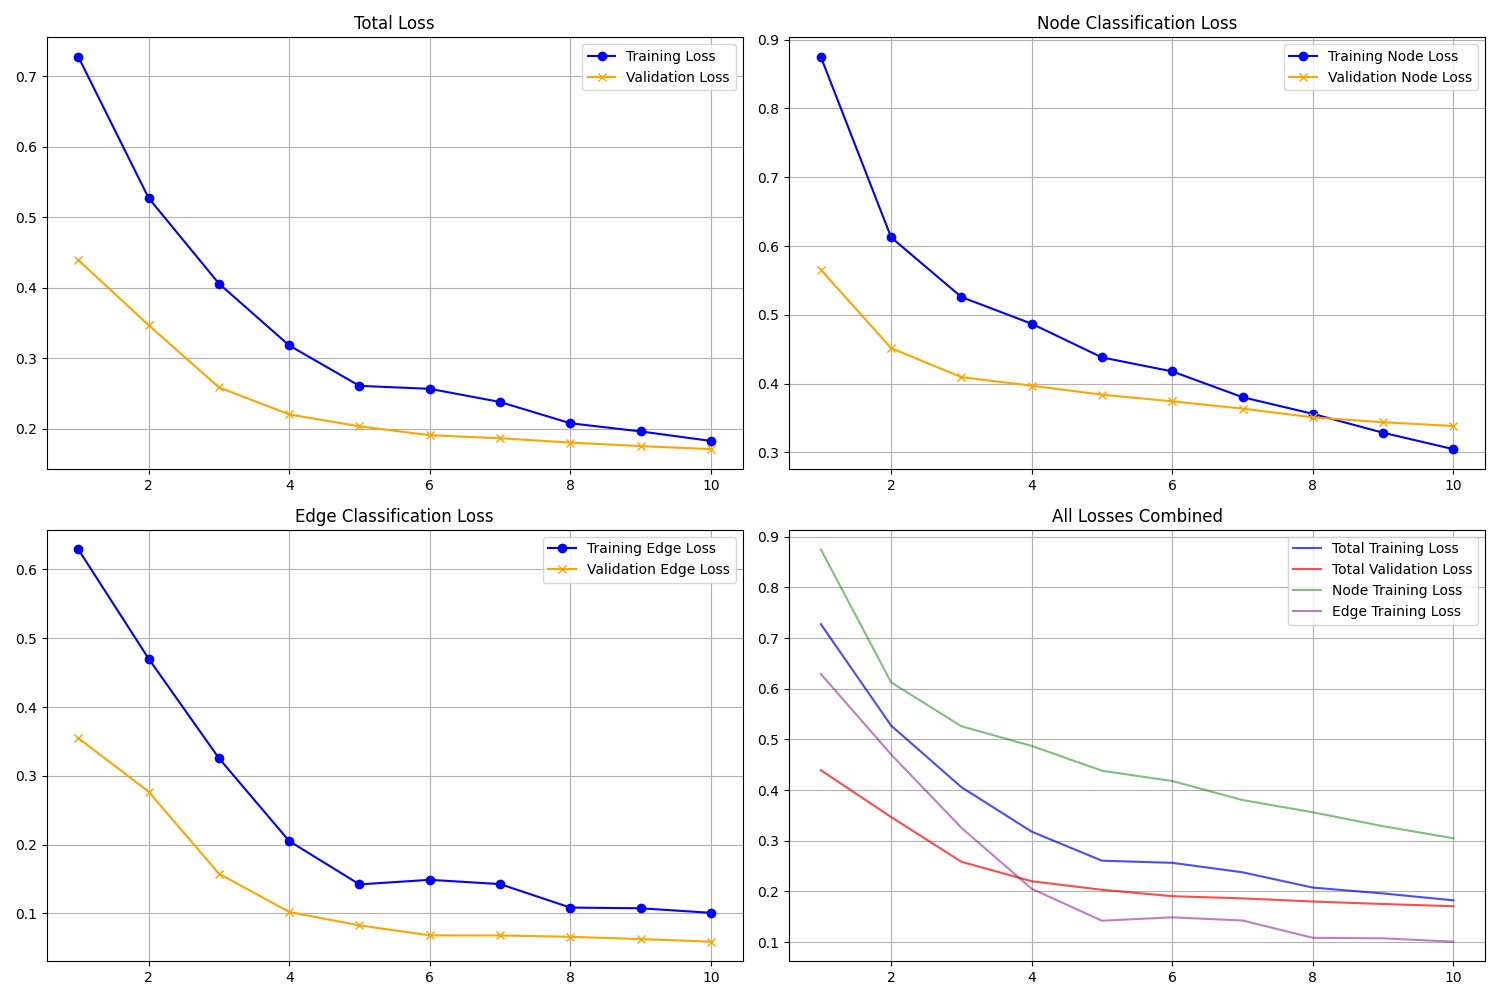 Total Loss
0.7
0.6
0.5
0.4
0.3
0.2
2 4 6 8 10
Training Loss
Validation Loss
Node Classification Loss
0.9
0.8
0.7
0.6
0.5
0.4
0.3
2 4 6 8 10
Training Node Loss
Validation Node Loss
Edge Classification Loss
0.6
0.5
0.4
0.3
0.2
0.1
2 4 6 8 10
Training Edge Loss
Validation Edge Loss
All Losses Combined
0.9
0.8
0.7
0.6
0.5
0.4
0.3
0.2
0.1
2 4 6 8 10
Total Training Loss
Total Validation Loss
Node Training Loss
Edge Training Loss